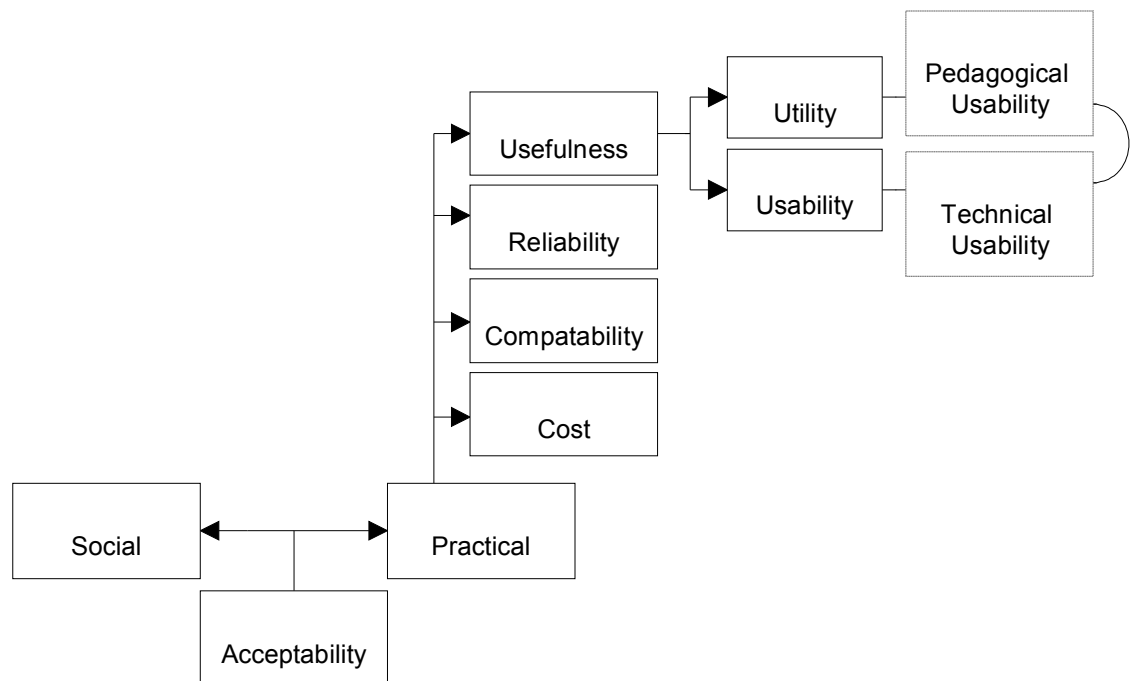 Pedagogical
Usability
Utility
Usefulness
Usability
Technical
Usability
Reliability
Compatability
Cost
Social
Practical
Acceptability